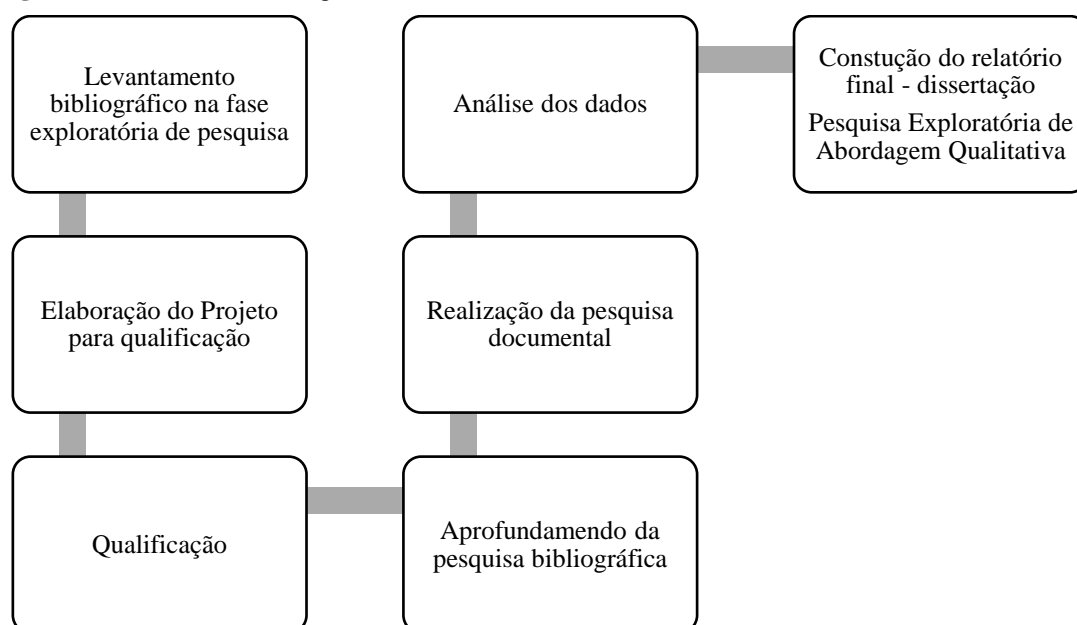 Levantamento
bibliográfico na fase
exploratória de pesquisa
Elaboração do Projeto
para qualificação
Qualificação
Aprofundamendo da
pesquisa bibliográfica
Realização da pesquisa
documental
Análise dos dados
Constução do relatório
final - dissertação
Pesquisa Exploratória de
Abordagem Qualitativa